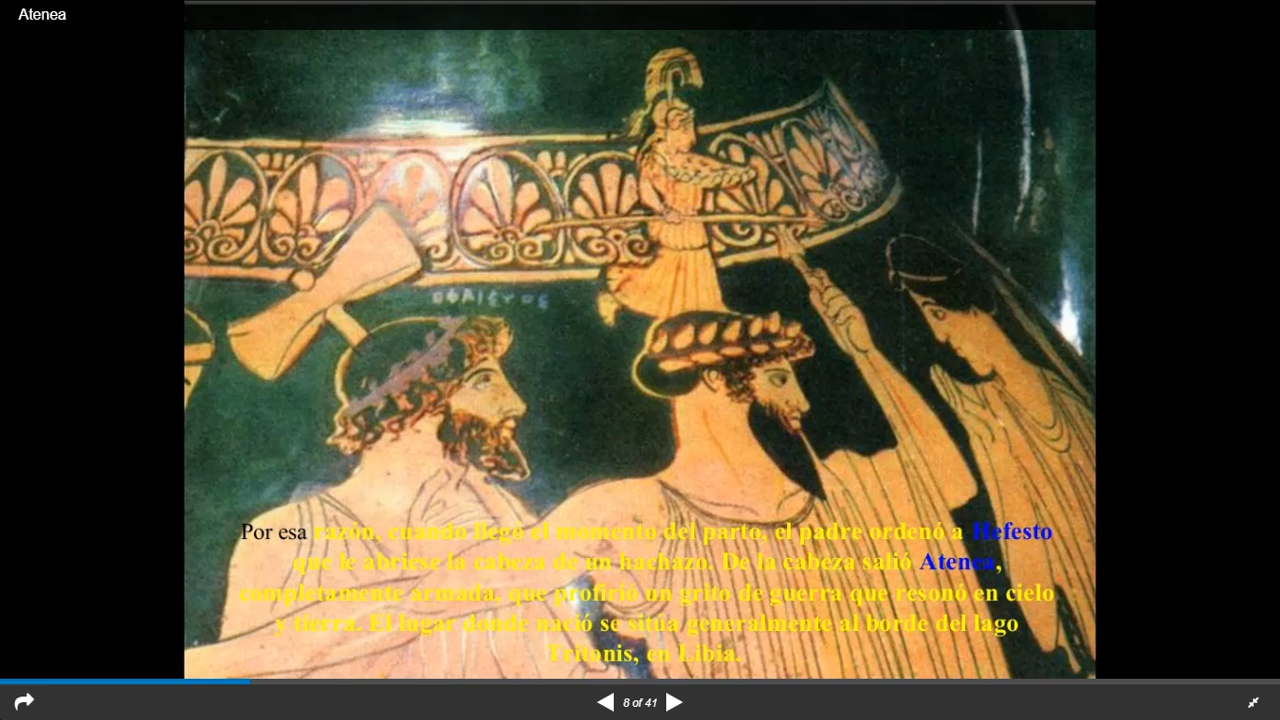 Atenea
Por esa razón, cuando llegó el momento del parto, el padre ordenó a Hefesto
que le abriese la cabeza de un hachazo. De la cabeza salió Atenea,
completamente armada, que profirió un grito de guerra que resonó en cielo
y tierra. El lugar donde nació se sitúa generalmente al borde del lago
Tritonis, en Libia.
8 of 41